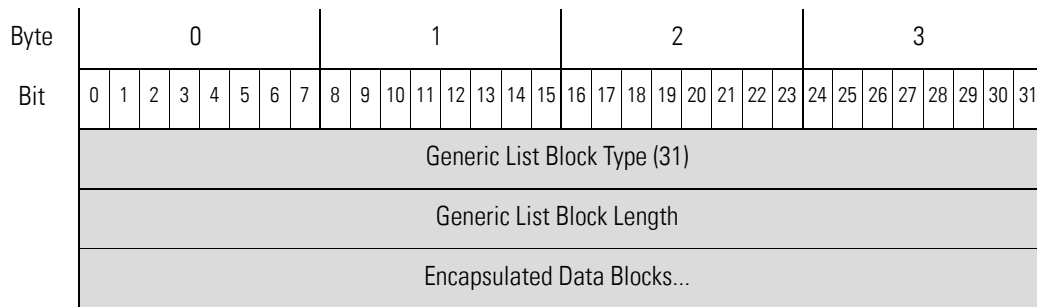 Byte 0 1 2 3
Bit 0 1 2 3 4 5 6 7 8 9 10 11 12 13 14 15 16 17 18 19 20 21 22 23 24 25 26 27 28 29 30 31
Generic List Block Type (31)
Generic List Block Length
Encapsulated Data Blocks...